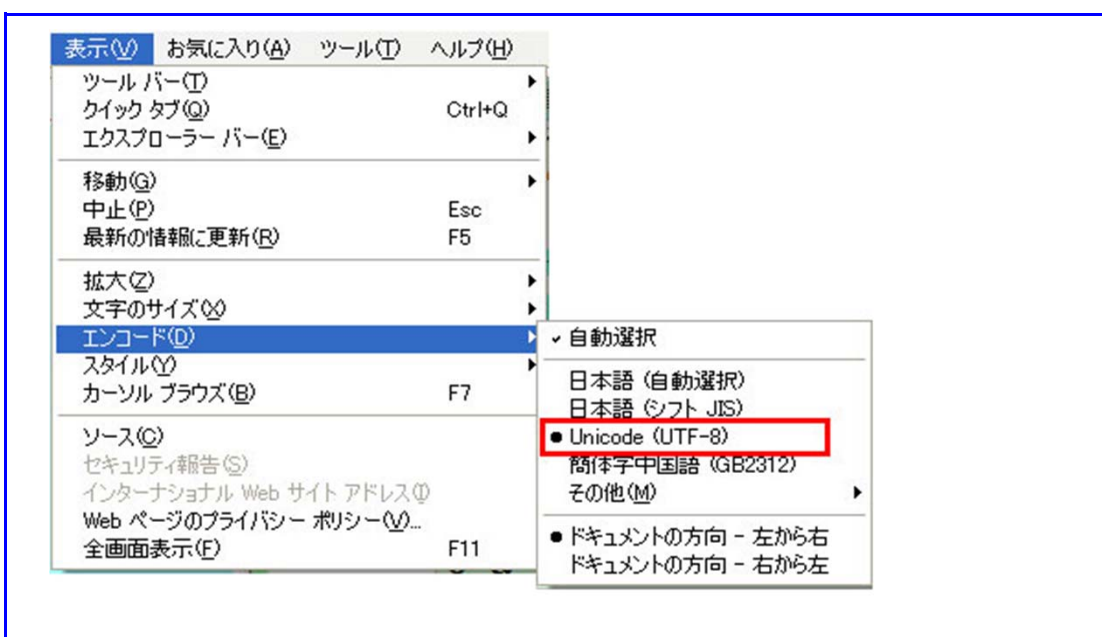 表示(V) お気に入り(A) ツール(T) ヘルプ(H)
ツール バー(T)
クイック タブ(Q) Ctrl+Q
エクスプローラー バー(E)
移動(G)
中止(P) Esc
最新の情報に更新(R) F5
拡大(Z)
文字のサイズ(X)
エンコード(D)
スタイル(Y)
カーソル ブラウズ(B) F7
ソース(C)
セキュリティ報告(S)
インターナショナル Web サイト アドレス(I)
Web ページのプライバシー ポリシー(V)...
全画面表示(F) F11
自動選択
日本語 (自動選択)
日本語 (シフト JIS)
Unicode (UTF-8)
簡体字中国語 (GB2312)
その他(M)
ドキュメントの方向 - 左から右
ドキュメントの方向 - 右から左